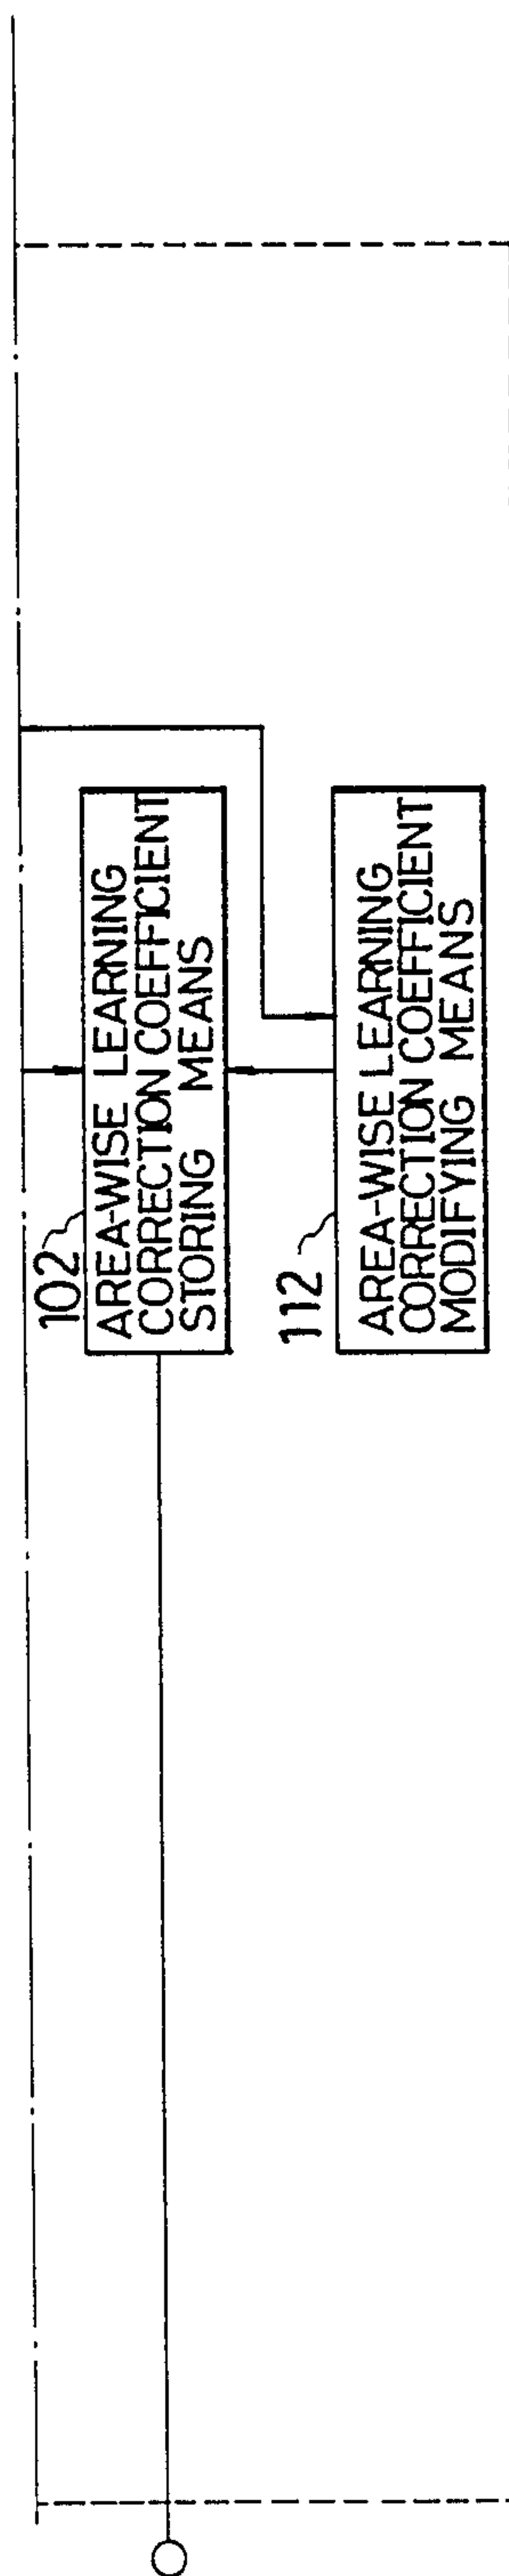 102
AREA-WISE LEARNING
CORRECTION COEFFICIENT
STORING MEANS
112
AREA-WISE LEARNING
CORRECTION COEFFICIENT
MODIFYING MEANS